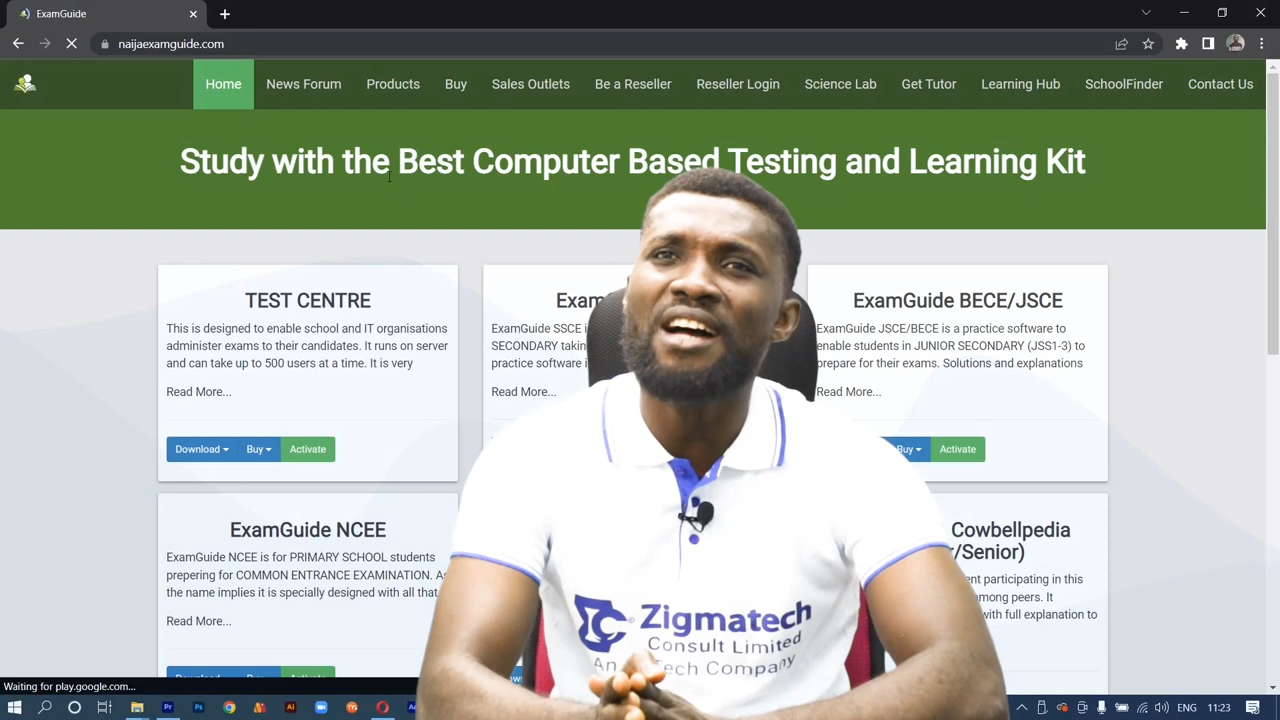 ExamGuide
naijaexamguide.com
Home News Forum Products Buy Sales Outlets Be a Reseller Reseller Login Science Lab Get Tutor Learning Hub SchoolFinder Contact Us
Study with the Best Computer Based Testing and Learning Kit
TEST CENTRE
This is designed to enable school and IT organisations
administer exams to their candidates. It runs on server
and can take up to 500 users at a time. It is very
Read More...
Download Buy Activate
ExamGuide SSCE
SECONDARY
practice software
Read More...
ExamGuide BECE/JSCE
ExamGuide JSCE/BECE is a practice software to
enable students in JUNIOR SECONDARY (JSS1-3) to
prepare for their exams. Solutions and explanations
Read More...
Buy Activate
ExamGuide NCEE
ExamGuide NCEE is for PRIMARY SCHOOL students
preparing for COMMON ENTRANCE EXAMINATION. As
the name implies it is specially designed with all that
Read More...
Cowbellpedia
/Senior)
participating in this
among peers. It
with full explanation to
Zigmatech
Consult Limited
Tech Company
Waiting for play.google.com...
ENG 11:23